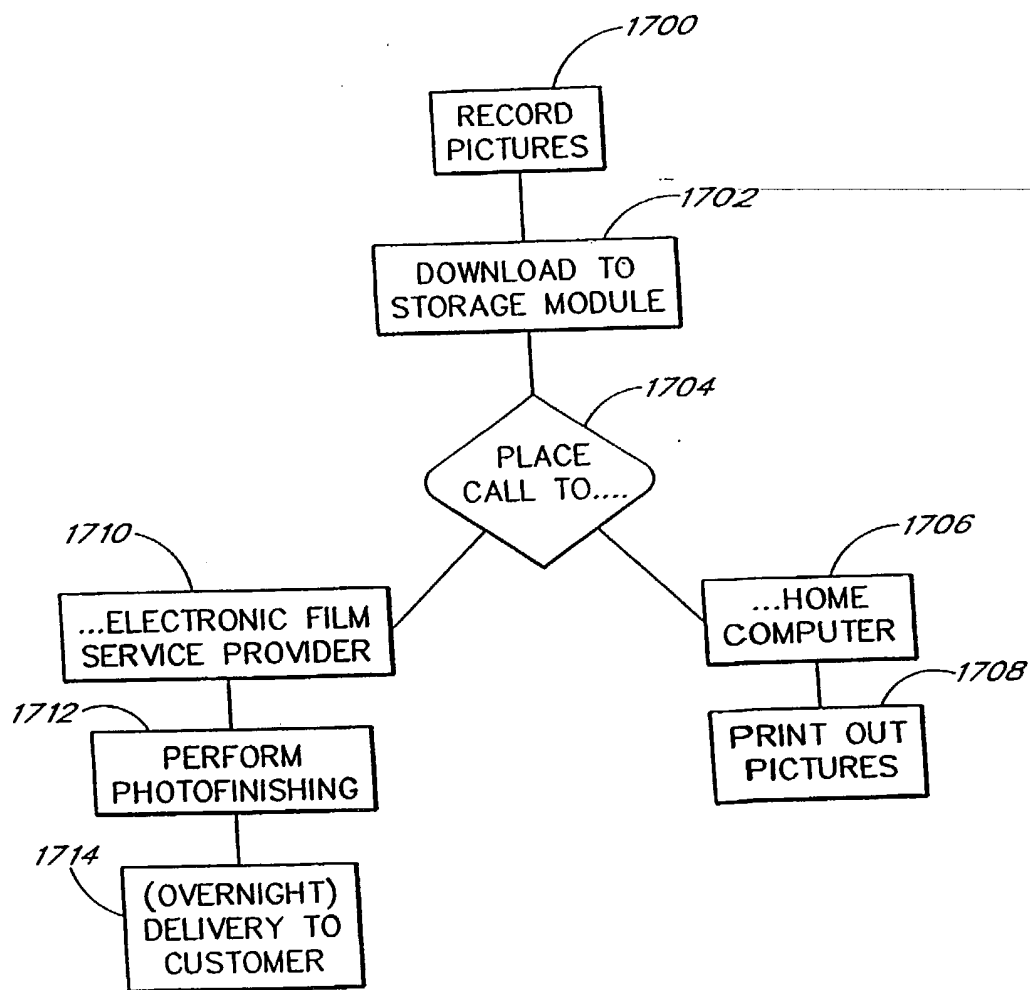 1700
RECORD
PICTURES
1702
DOWNLOAD TO
STORAGE MODULE
1704
PLACE
CALL TO....
1710
...ELECTRONIC FILM
SERVICE PROVIDER
1712
PERFORM
PHOTOFINISHING
1714
(OVERNIGHT)
DELIVERY TO
CUSTOMER
1706
...HOME
COMPUTER
1708
PRINT OUT
PICTURES